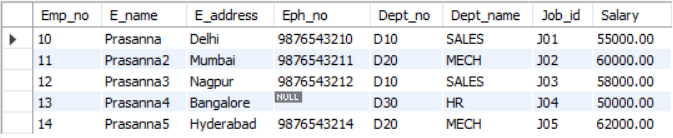 Emp_no E_name E_address Eph_no Dept_no Dept_name Job_id Salary
10 Prasanna Delhi 9876543210 D10 SALES J01 55000.00
11 Prasanna2 Mumbai 9876543211 D20 MECH J02 60000.00
12 Prasanna3 Nagpur 9876543212 D10 SALES J03 58000.00
13 Prasanna4 Bangalore NULL D30 HR J04 50000.00
14 Prasanna5 Hyderabad 9876543214 D20 MECH J05 62000.00